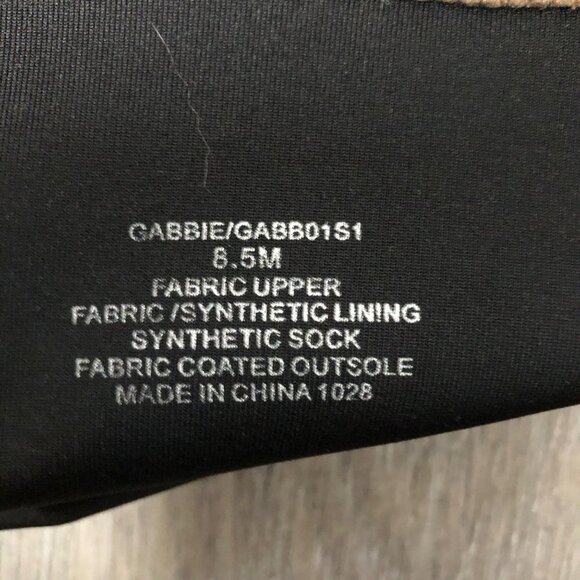 GABBIE/GABB01S1
8.5M
FABRIC UPPER
FABRIC /SYNTHETIC LINING
SYNTHETIC SOCK
FABRIC COATED OUTSOLE
MADE IN CHINA 1028